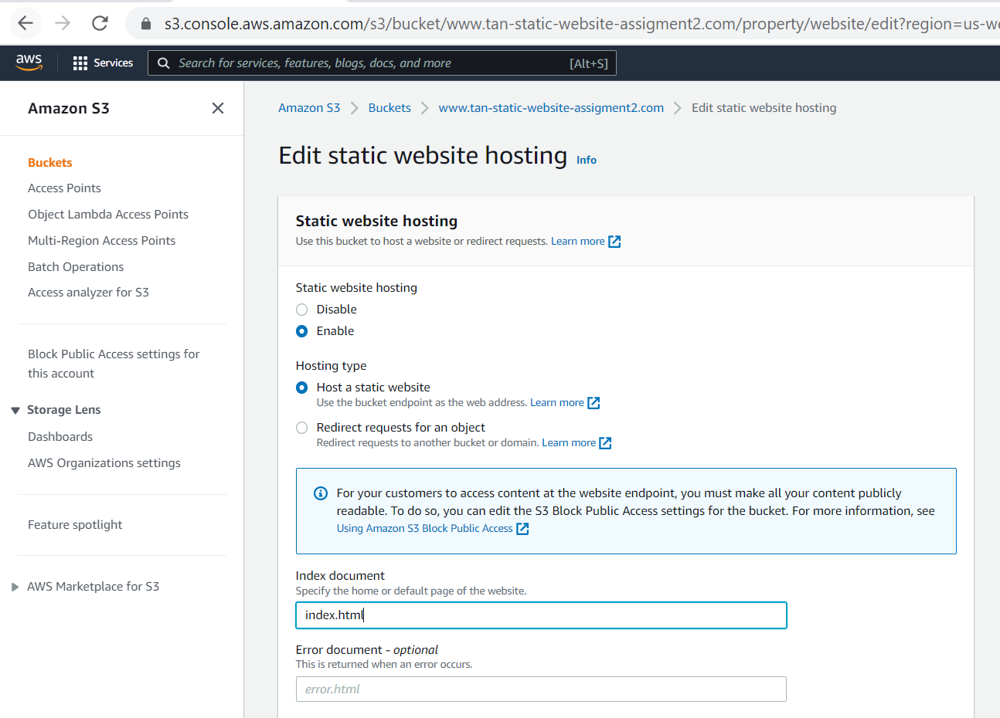 s3.console.aws.amazon.com/s3/bucket/www.tan-static-website-assigment2.com/property/website/edit?region=us-we
aws
Services
Search for services, features, blogs, docs, and more
[Alt+S]
Amazon S3
Amazon S3
Buckets
www.tan-static-website-assigment2.com
Edit static website hosting
Edit static website hosting Info
Buckets
Access Points
Object Lambda Access Points
Multi-Region Access Points
Batch Operations
Access analyzer for S3
Block Public Access settings for
this account
Storage Lens
Dashboards
AWS Organizations settings
Feature spotlight
AWS Marketplace for S3
Static website hosting
Use this bucket to host a website or redirect requests. Learn more
Static website hosting
Disable
Enable
Hosting type
Host a static website
Use the bucket endpoint as the web address. Learn more
Redirect requests for an object
Redirect requests to another bucket or domain. Learn more
For your customers to access content at the website endpoint, you must make all your content publicly
readable. To do so, you can edit the S3 Block Public Access settings for the bucket. For more information, see
Using Amazon S3 Block Public Access
Index document
Specify the home or default page of the website.
index.html
Error document - optional
This is returned when an error occurs.
error.html